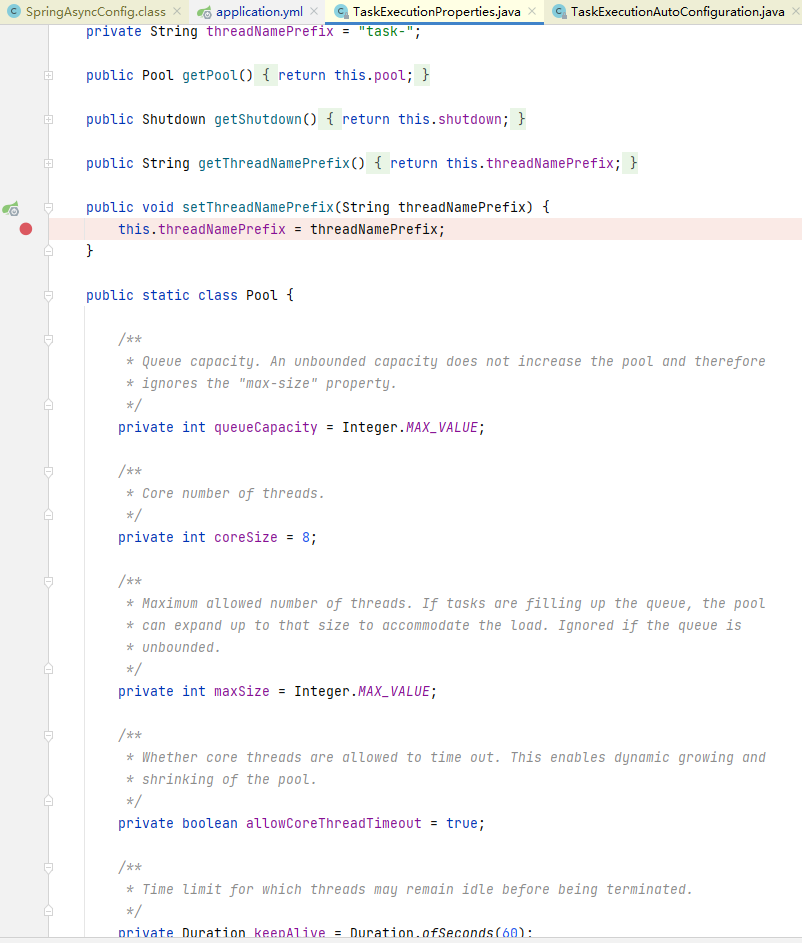 SpringAsyncConfig.class application.yml TaskExecutionProperties.java TaskExecutionAutoConfiguration.java
private String threadNamePrefix = "task-";
public Pool getPool() { return this.pool; }
public Shutdown getShutdown() { return this.shutdown; }
public String getThreadNamePrefix() { return this.threadNamePrefix; }
public void setThreadNamePrefix(String threadNamePrefix) {
this.threadNamePrefix = threadNamePrefix;
}
public static class Pool {
/**
* Queue capacity. An unbounded capacity does not increase the pool and therefore
* ignores the "max-size" property.
*/
private int queueCapacity = Integer.MAX_VALUE;
/**
* Core number of threads.
*/
private int coreSize = 8;
/**
* Maximum allowed number of threads. If tasks are filling up the queue, the pool
* can expand up to that size to accommodate the load. Ignored if the queue is
* unbounded.
*/
private int maxSize = Integer.MAX_VALUE;
/**
* Whether core threads are allowed to time out. This enables dynamic growing and
* shrinking of the pool.
*/
private boolean allowCoreThreadTimeout = true;
/**
* Time limit for which threads may remain idle before being terminated.
*/
private Duration keepAlive = Duration.ofSeconds(60);